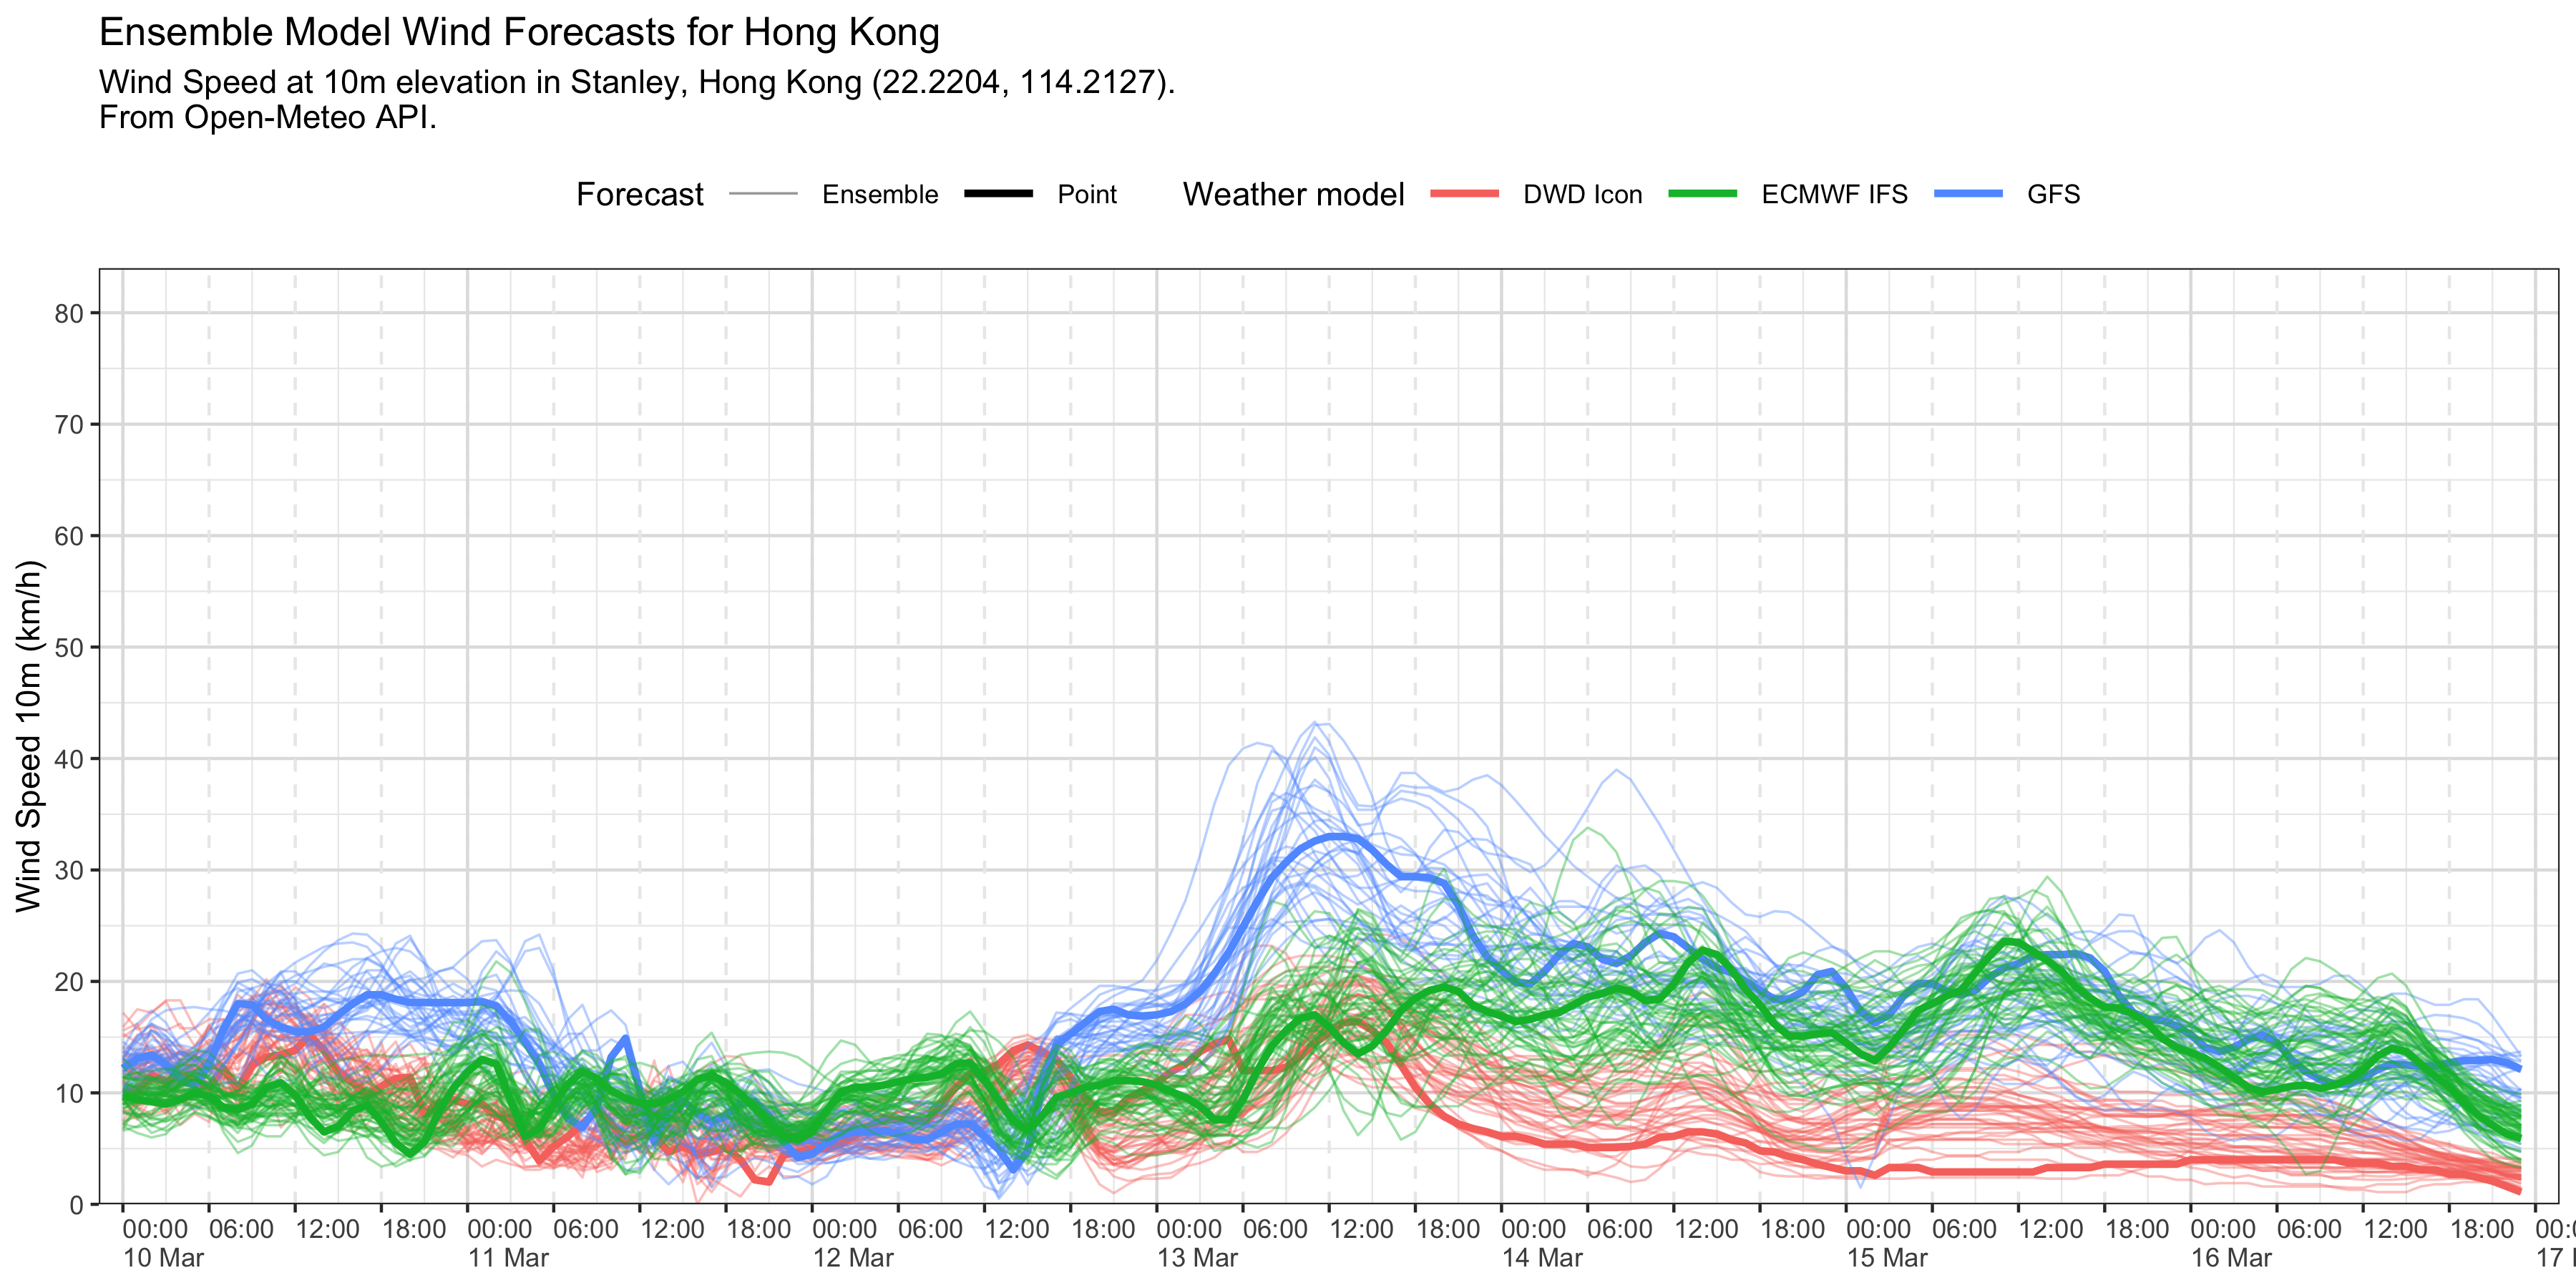 Ensemble Model Wind Forecasts for Hong Kong
Wind Speed at 10m elevation in Stanley, Hong Kong (22.2204, 114.2127).
From Open-Meteo API.
Forecast Ensemble Point Weather model DWD Icon ECMWF IFS GFS
Wind Speed 10m (km/h)
80
70
60
50
40
30
20
10
0
00:00 06:00 12:00 18:00 00:00 06:00 12:00 18:00 00:00 06:00 12:00 18:00 00:00 06:00 12:00 18:00 00:00 06:00 12:00 18:00 00:00 06:00 12:00 18:00 00:00 06:00 12:00 18:00 00:0
10 Mar 11 Mar 12 Mar 13 Mar 14 Mar 15 Mar 16 Mar 17